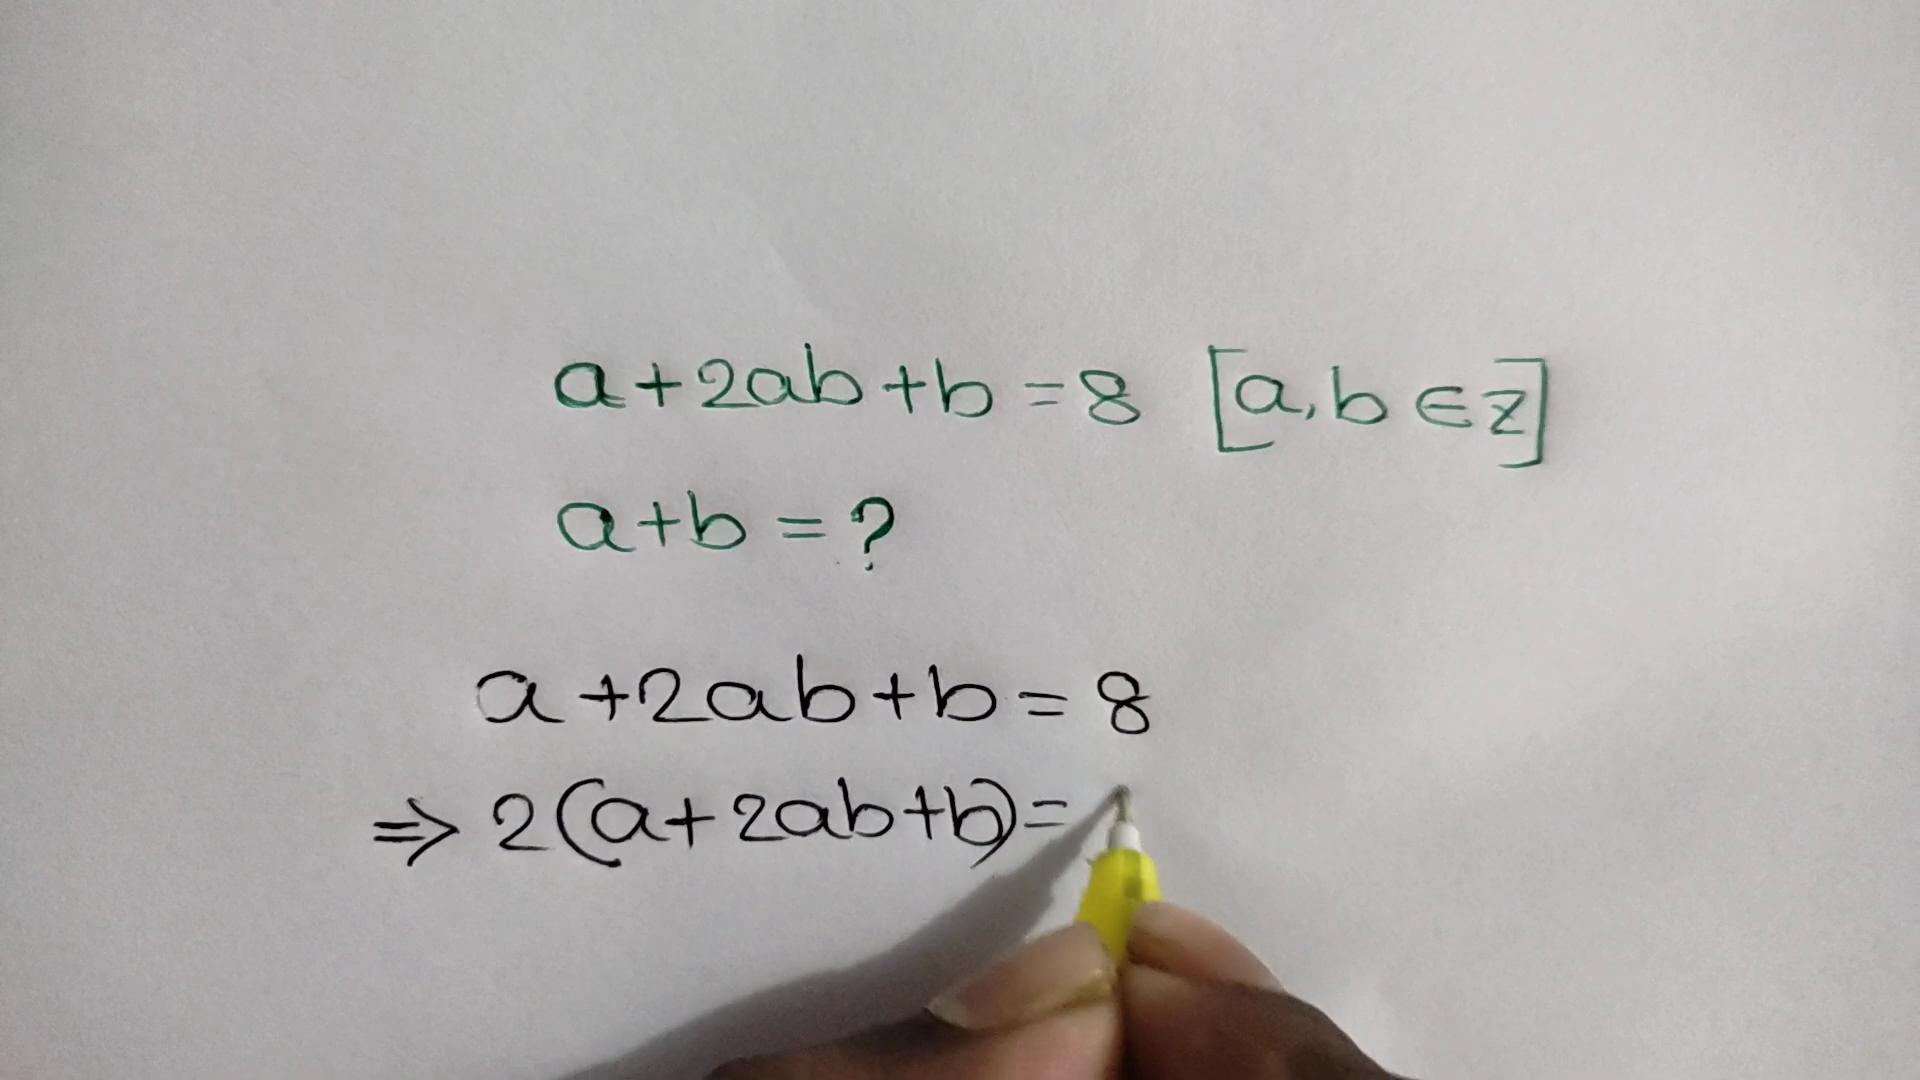 a+2ab+b=8 [a,b∈z]
a+b=?
a+2ab+b=8
⇒2(a+2ab+b)=